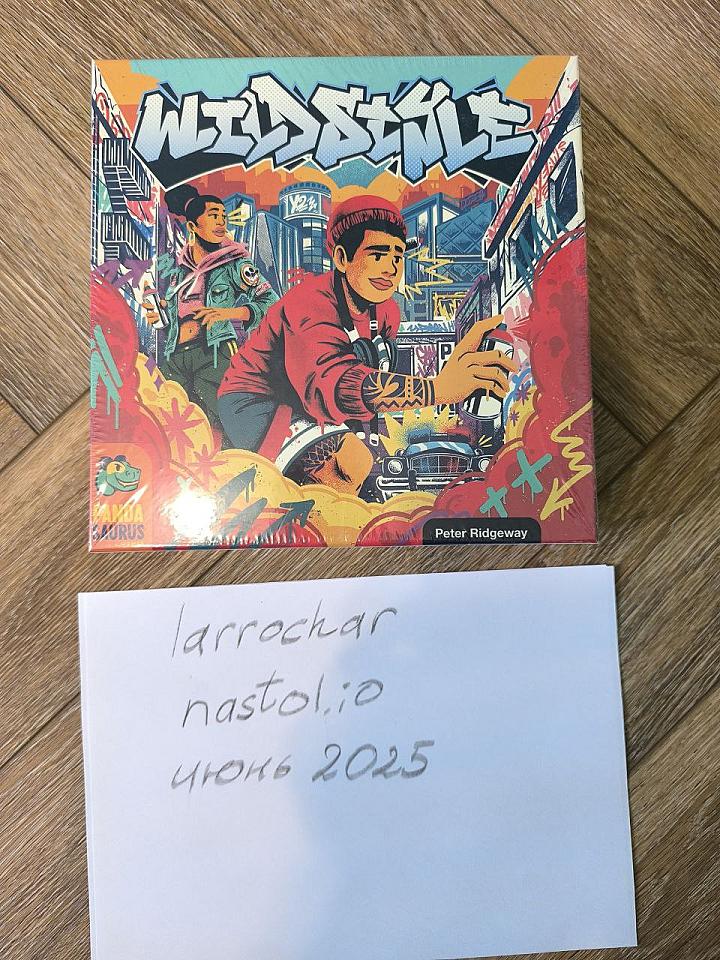 WILDSTYLE
PANDA
SAURUS
Peter Ridgeway
larrochar
nastol.io
июнь 2025